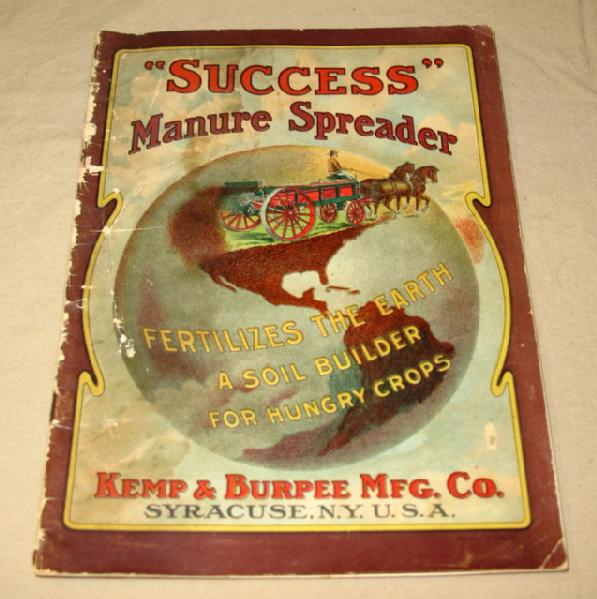 "SUCCESS"
Manure Spreader
FERTILIZES THE EARTH
A SOIL BUILDER
FOR HUNGRY CROPS
KEMP & BURPEE MFG. CO.
SYRACUSE, N.Y. U.S.A.